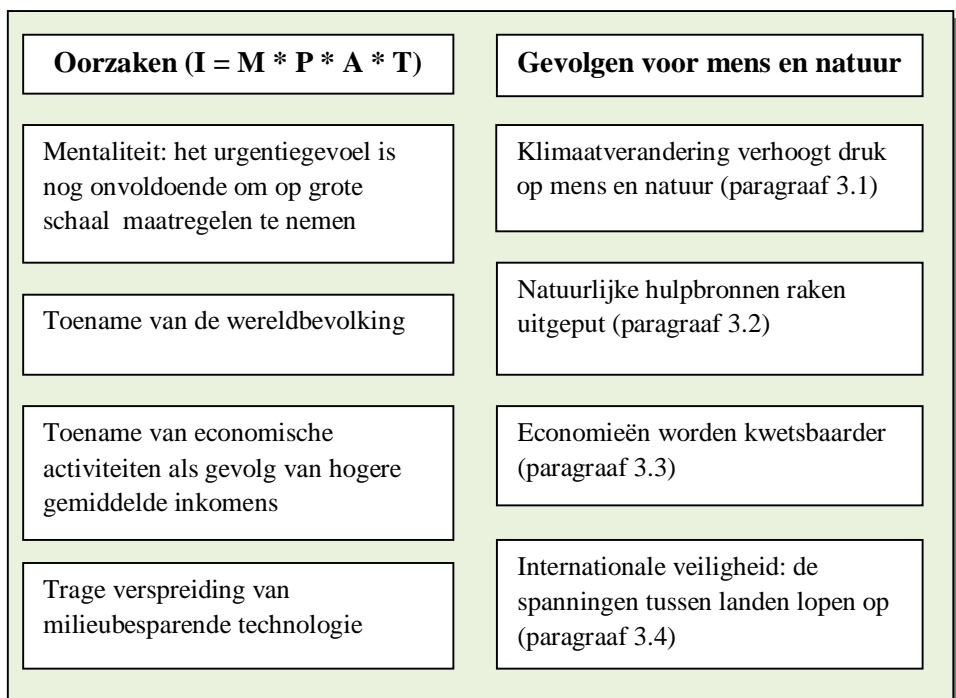 Oorzaken (I = M * P * A * T)
Mentaliteit: het urgentiegevoel is
nog onvoldoende om op grote
schaal maatregelen te nemen
Toename van de wereldbevolking
Toename van economische
activiteiten als gevolg van hogere
gemiddelde inkomens
Trage verspreiding van
milieubesparende technologie
Gevolgen voor mens en natuur
Klimaatverandering verhoogt druk
op mens en natuur (paragraaf 3.1)
Natuurlijke hulpbronnen raken
uitgeput (paragraaf 3.2)
Economieën worden kwetsbaarder
(paragraaf 3.3)
Internationale veiligheid: de
spanningen tussen landen lopen op
(paragraaf 3.4)